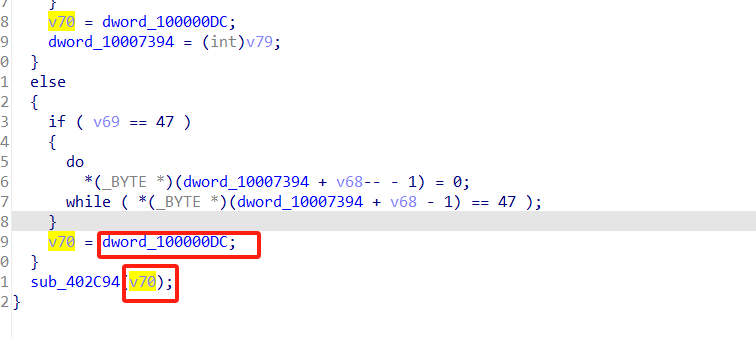 7 }
8 v70 = dword_100000DC;
9 dword_10007394 = (int)v79;
0 }
1 else
2 {
3 if ( v69 == 47 )
4 {
5 do
6 *(_BYTE *)(dword_10007394 + v68-- - 1) = 0;
7 while ( *(_BYTE *)(dword_10007394 + v68 - 1) == 47 );
8 }
9 v70 = dword_100000DC;
0 }
1 sub_402C94(v70);
2 }